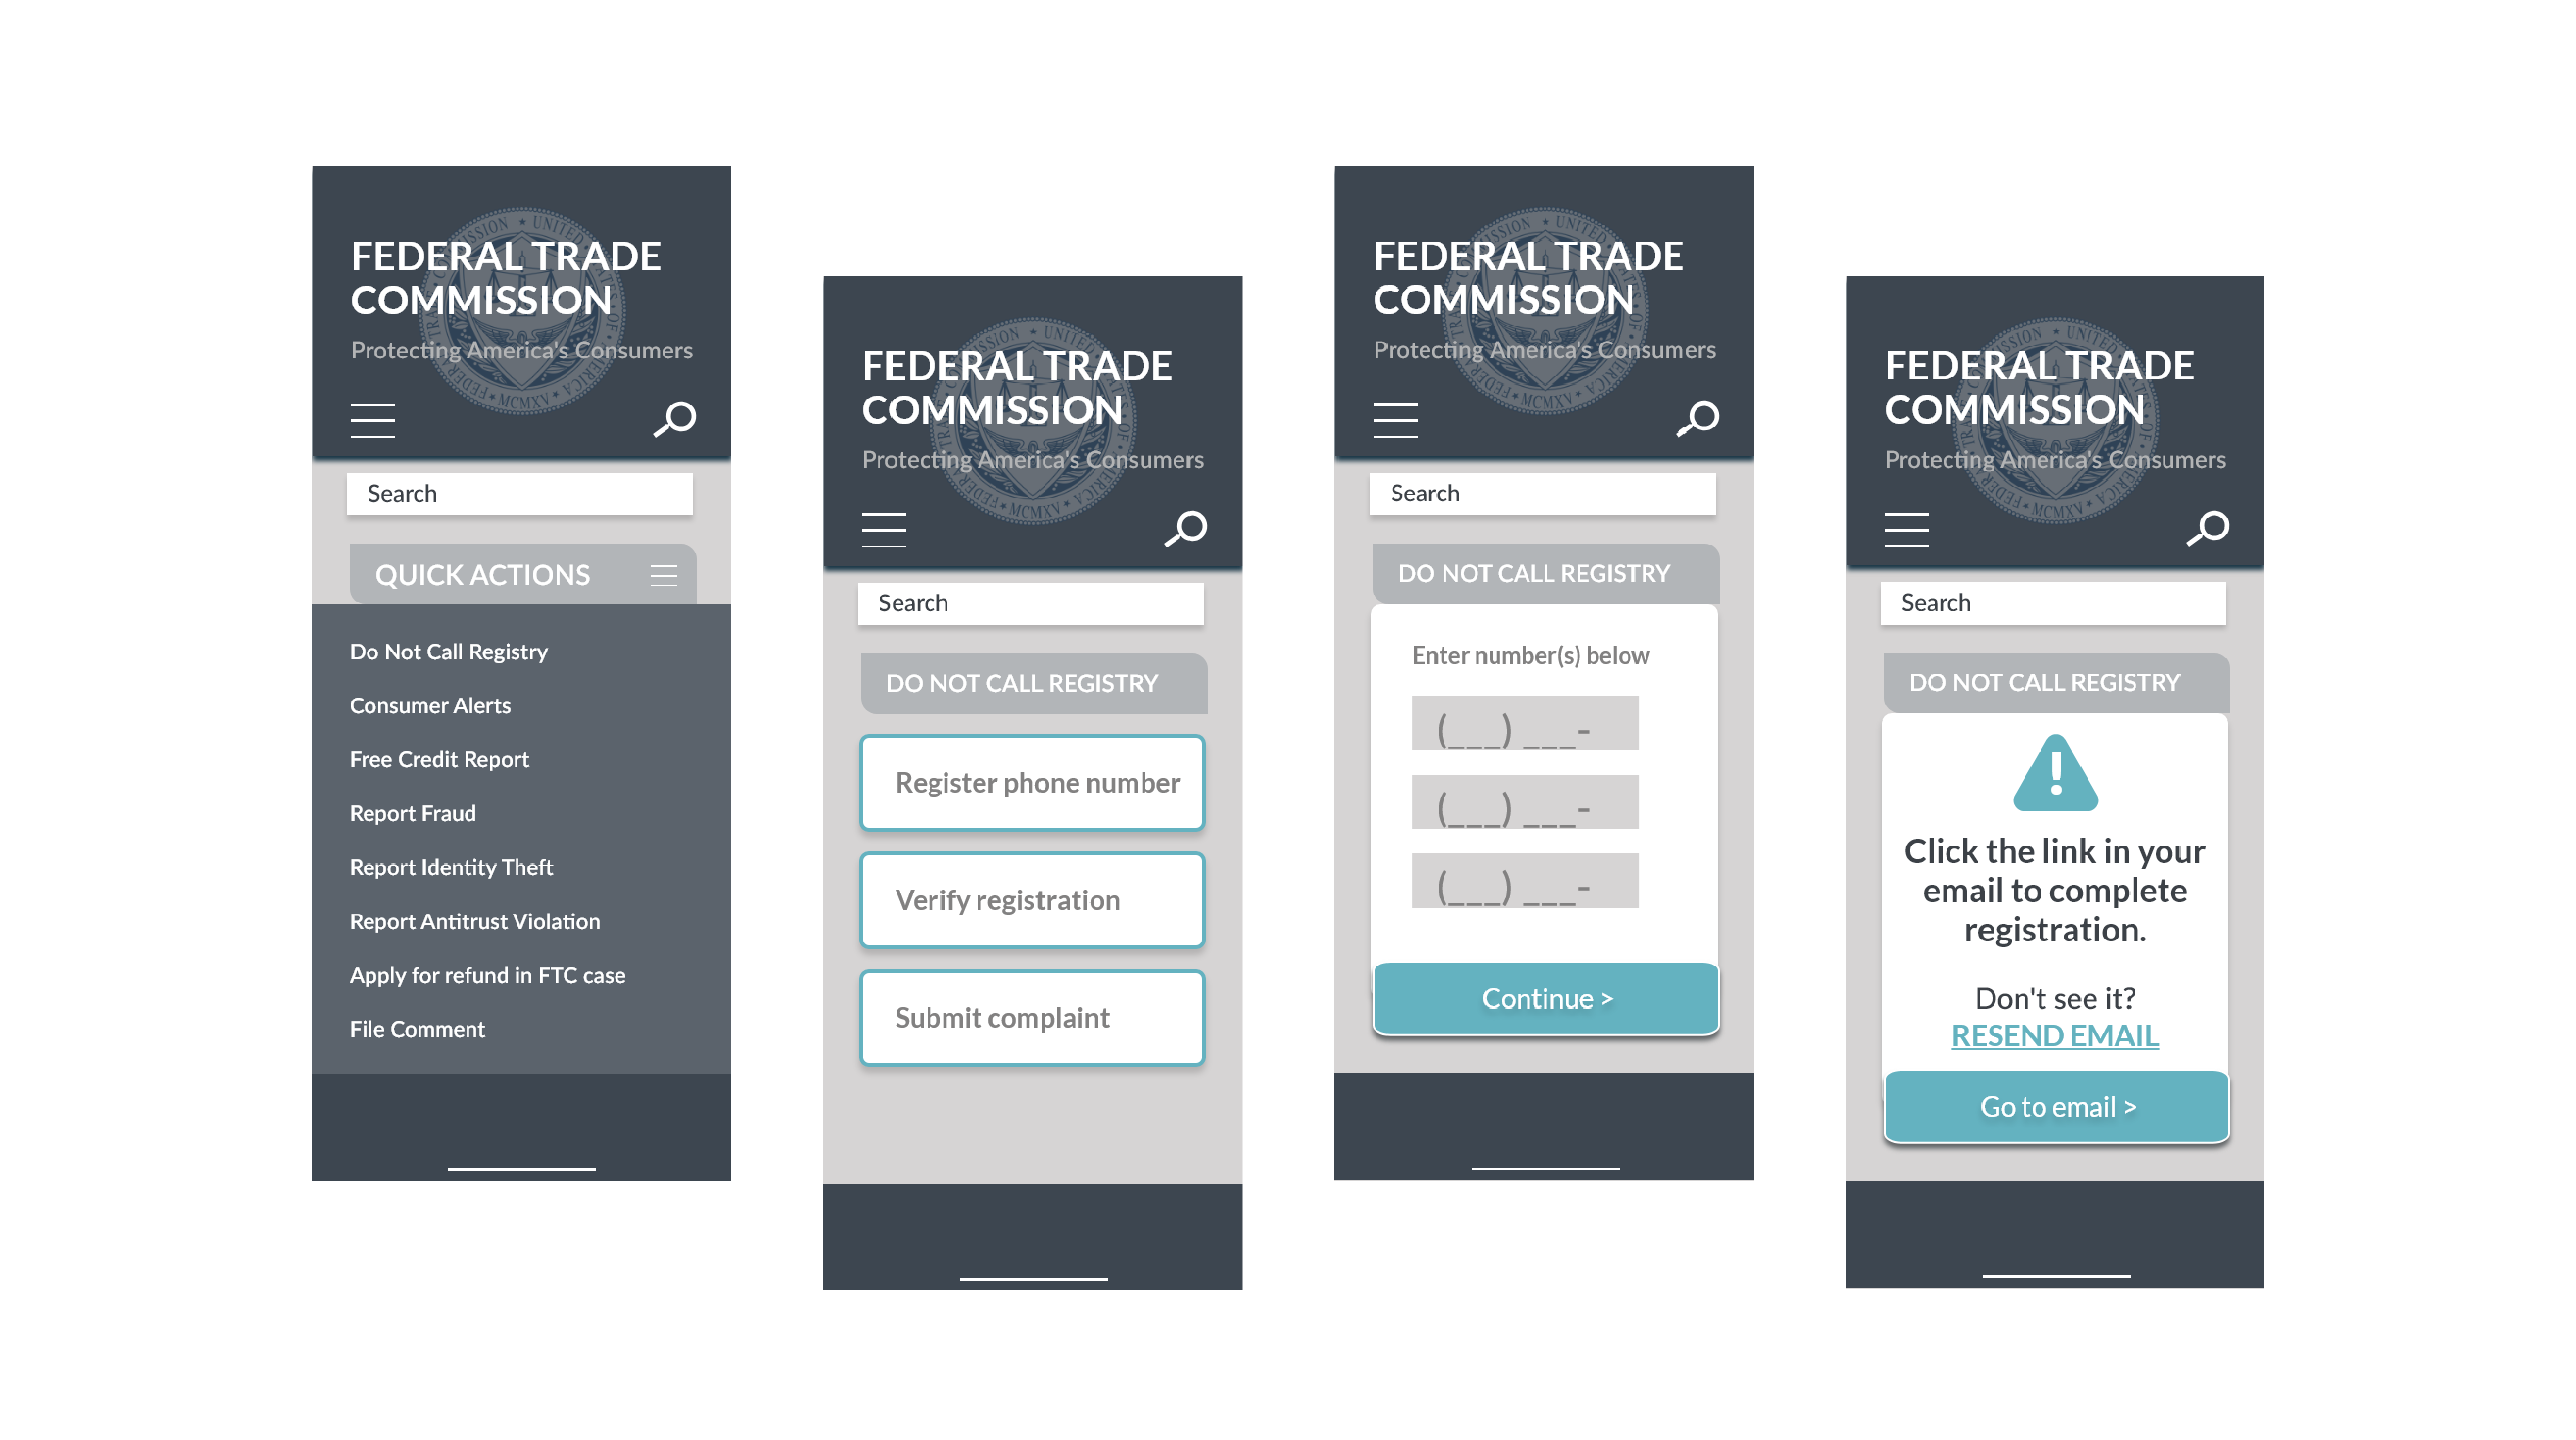 FEDERAL TRADE
COMMISSION
Protecting America's Consumers
Search
QUICK ACTIONS
Do Not Call Registry
Consumer Alerts
Free Credit Report
Report Fraud
Report Identity Theft
Report Antitrust Violation
Apply for refund in FTC case
File Comment
FEDERAL TRADE
COMMISSION
Protecting America's Consumers
Search
DO NOT CALL REGISTRY
Register phone number
Verify registration
Submit complaint
FEDERAL TRADE
COMMISSION
Protecting America's Consumers
Search
DO NOT CALL REGISTRY
Enter number(s) below
(___) ___-
(___) ___-
(___) ___-
Continue >
FEDERAL TRADE
COMMISSION
Protecting America's Consumers
Search
DO NOT CALL REGISTRY
Click the link in your
email to complete
registration.
Don't see it?
RESEND EMAIL
Go to email >